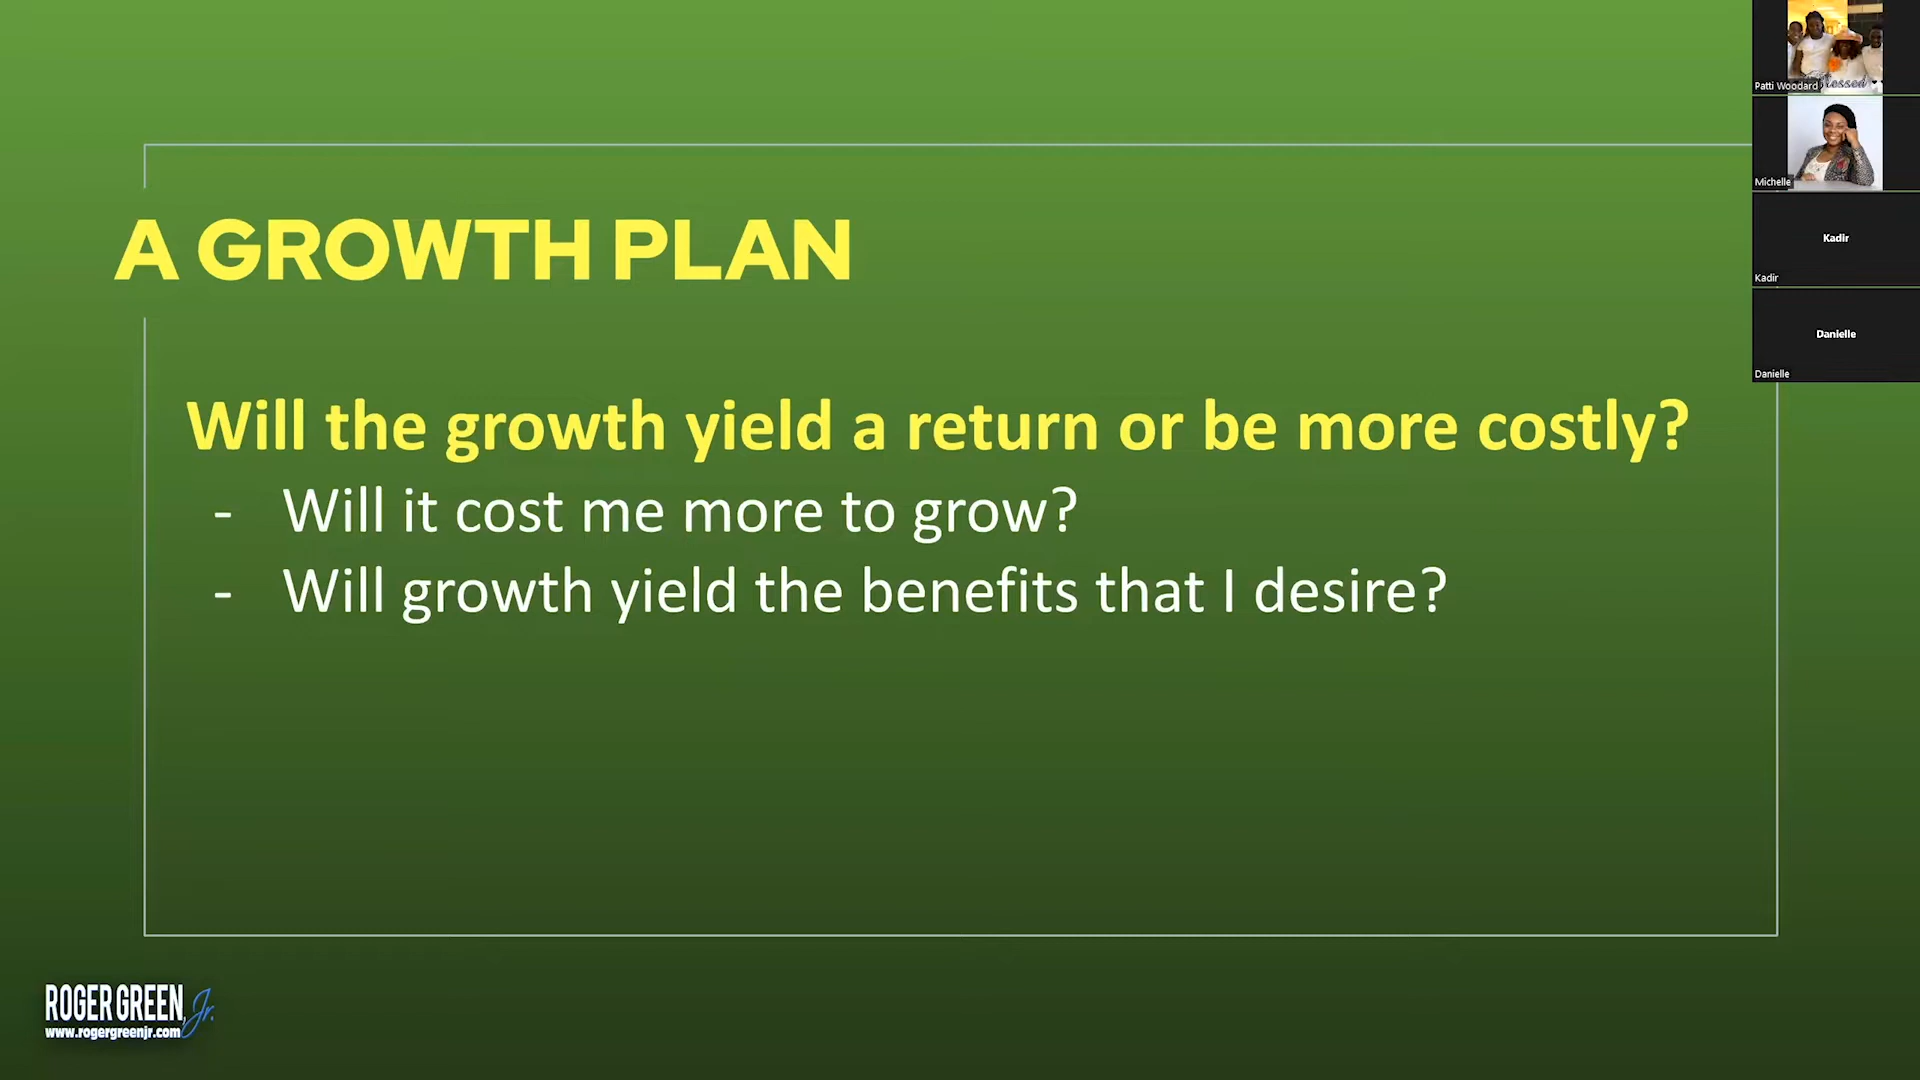 A GROWTH PLAN
Will the growth yield a return or be more costly?
- Will it cost me more to grow?
- Will growth yield the benefits that I desire?
ROGER GREEN, Jr.
www.rogergreenjr.com
Blessed
Patti Woodard
Michelle
Kadir
Kadir
Danielle
Danielle